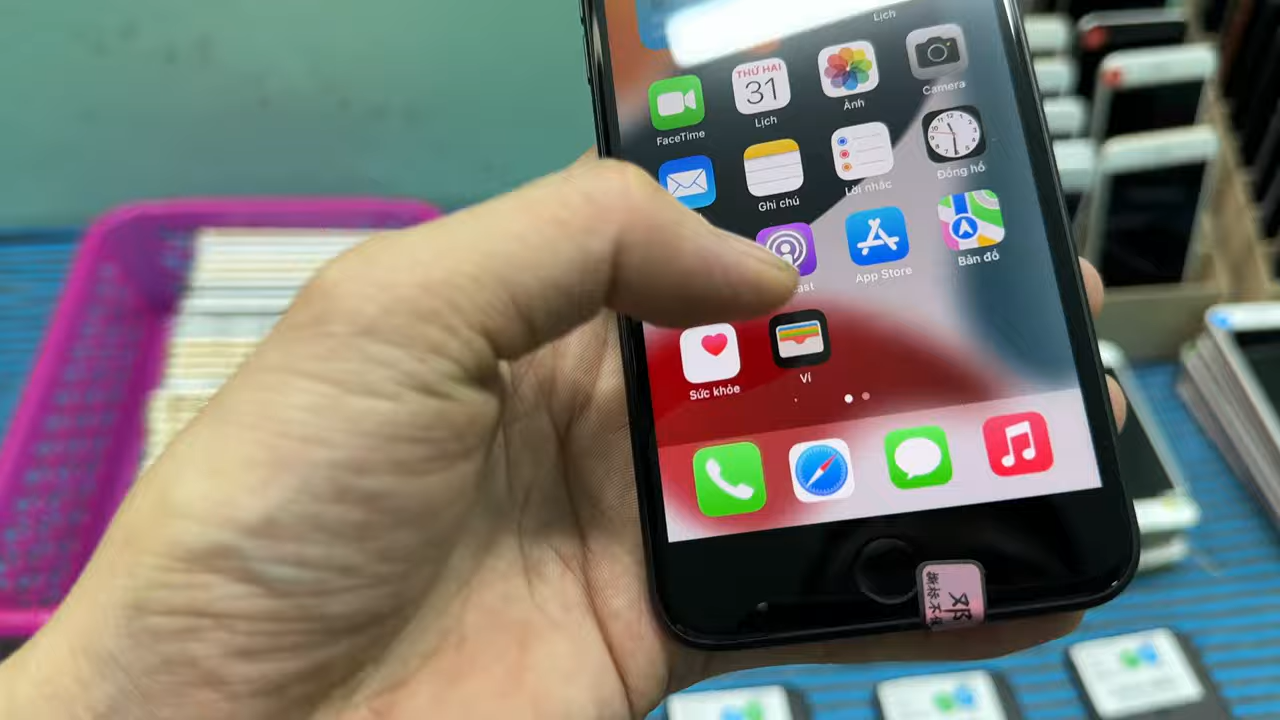 Lịch
FaceTime
THỨ HAI
31
Lịch
Ảnh
Camera
Ghi chú
Lời nhắc
Đồng hồ
App Store
Bản đồ
Sức khỏe
Ví
邓